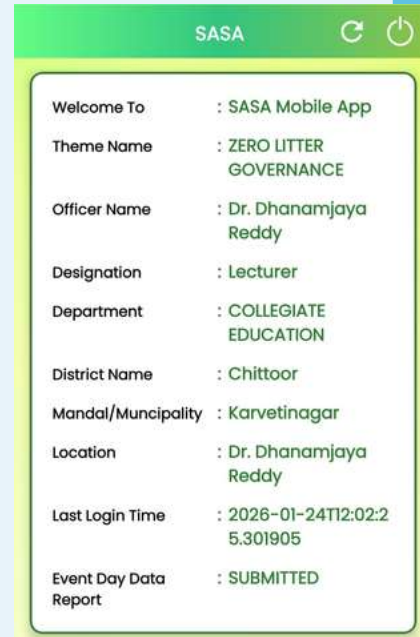 SASA
Welcome To : SASA Mobile App
Theme Name : ZERO LITTER
GOVERNANCE
Officer Name : Dr. Dhanamjaya
Reddy
Designation : Lecturer
Department : COLLEGIATE
EDUCATION
District Name : Chittoor
Mandal/Muncipality : Karvetinagar
Location : Dr. Dhanamjaya
Reddy
Last Login Time : 2026-01-24T12:02:2
5.301905
Event Day Data : SUBMITTED
Report